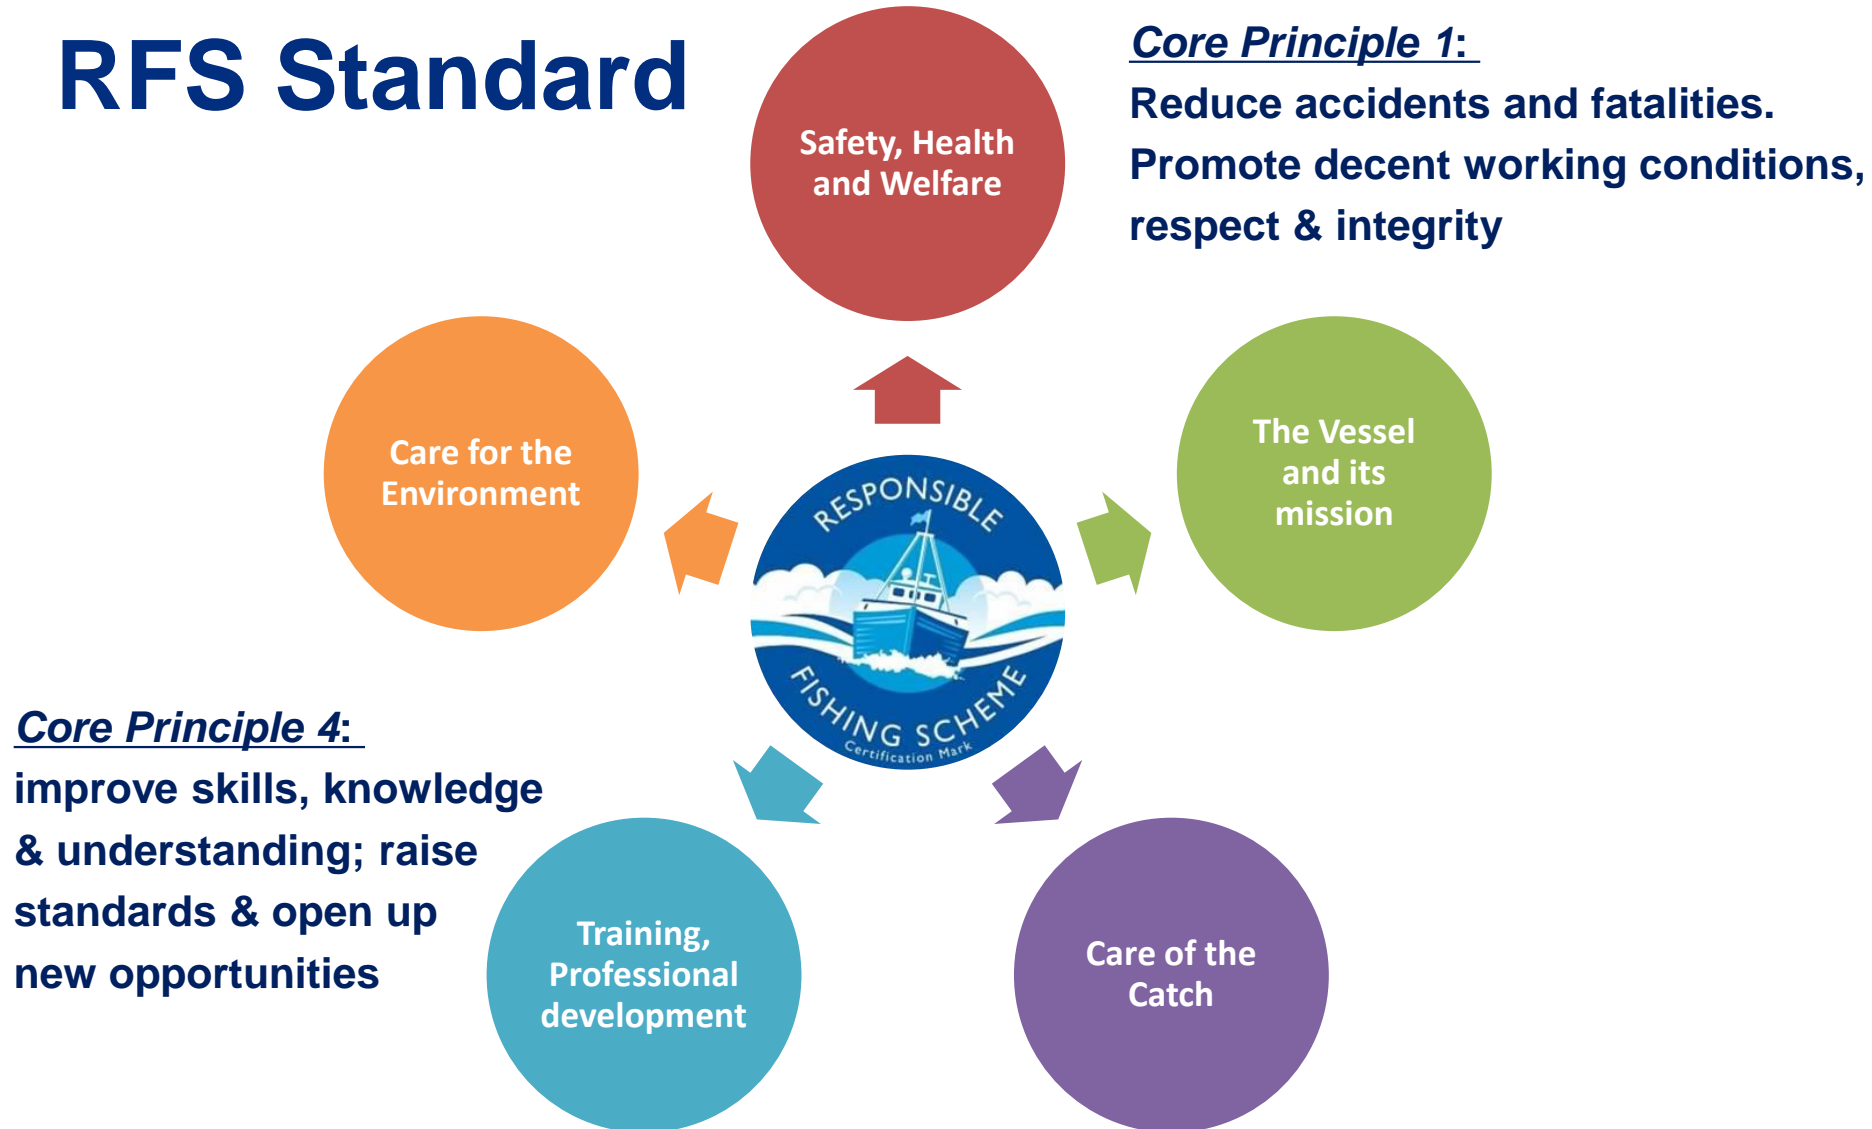 RFS Standard
Core Principle 1:
Reduce accidents and fatalities.
Promote decent working conditions,
respect & integrity
Safety, Health
and Welfare
Care for the
Environment
The Vessel
and its
mission
RESPONSIBLE
FISHING SCHEME
Certification Mark
Core Principle 4:
improve skills, knowledge
& understanding; raise
standards & open up
new opportunities
Training,
Professional
development
Care of the
Catch